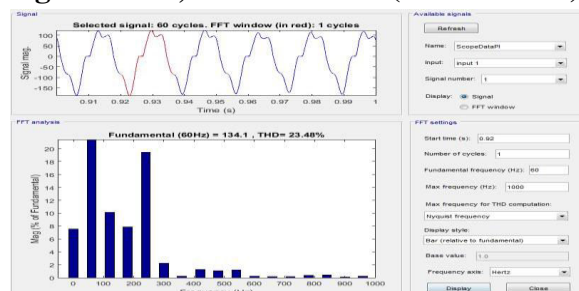 Signal
Selected signal: 60 cycles. FFT window (in red): 1 cycles
100
50
0
-50
-100
-150
Signal mag.
0.91 0.92 0.93 0.94 0.95 0.96 0.97 0.98 0.99 1
Time (s)
Available signals
Refresh
Name: ScopeDataPI
Input: input 1
Signal number: 1
Display: Signal
FFT window
FFT analysis
Fundamental (60Hz) = 134.1 , THD= 23.48%
20
18
16
14
12
10
8
6
4
2
0
Mag (% of Fundamental)
0 100 200 300 400 500 600 700 800 900 1000
FFT settings
Start time (s): 0.92
Number of cycles: 1
Fundamental frequency (Hz): 60
Max frequency (Hz): 1000
Max frequency for THD computation:
Nyquist frequency
Display style:
Bar (relative to fundamental)
Base value: 1.0
Frequency axis: Hertz
Display Close